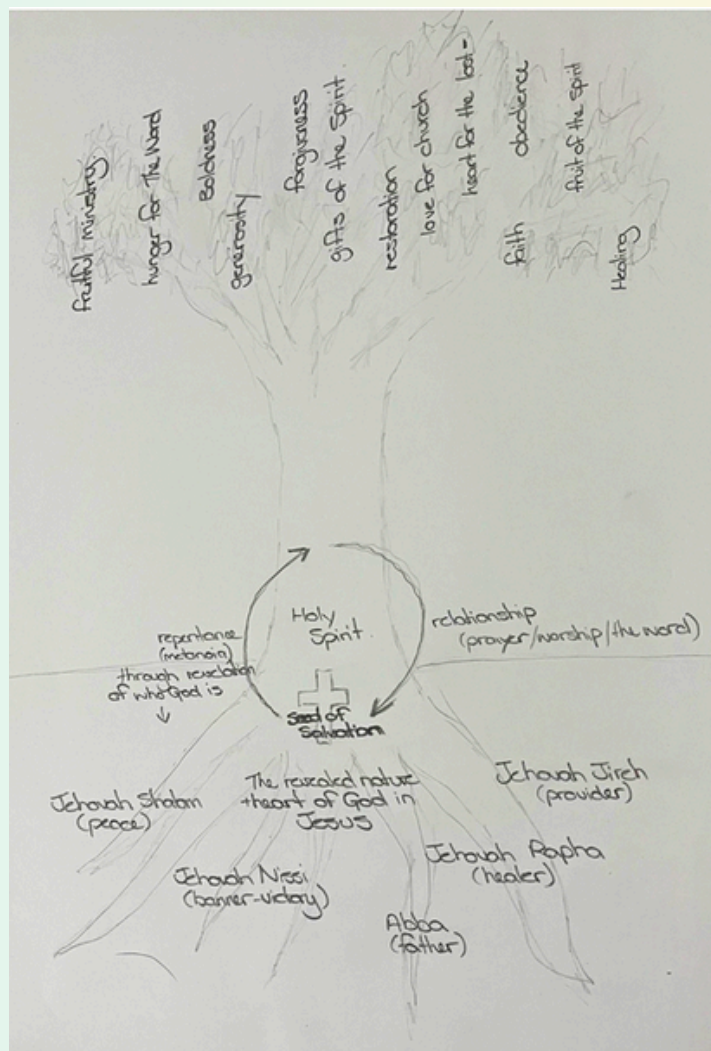 fruitful ministry
hunger for The Word
Boldness
generosity
forgiveness
gifts of the Spirit
restoration
love for church
heart for the lost -
faith
obedience
fruit of the spirit
Healing
Holy
Spirit
repentance
(metanoia)
through revelation
of who God is
relationship
(prayer/worship/the word)
seed of
Salvation
The revealed nature
+heart of God in
Jesus
Jehovah Shalom
(peace)
Jehovah Jireh
(provider)
Jehovah Nissi
(banner-victory)
Jehovah Rapha
(healer)
Abba
(father)